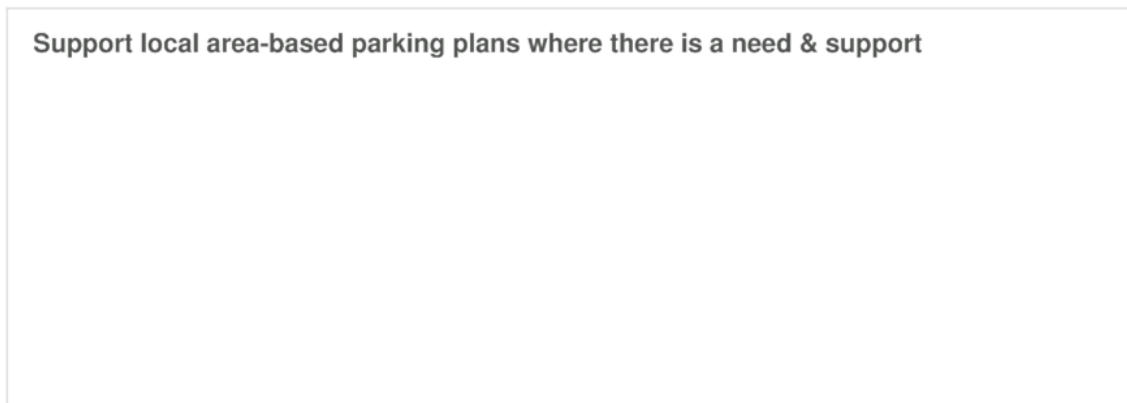 Support local area-based parking plans where there is a need & support